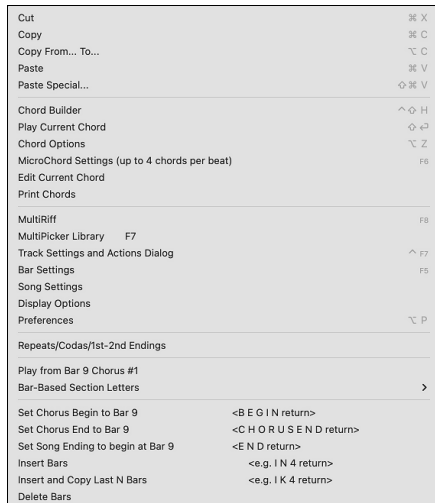 Cut ⌘ X
Copy ⌘ C
Copy From... To... ⌥ C
Paste ⌘ V
Paste Special... ⇧⌘ V
Chord Builder ^⇧ H
Play Current Chord ⇧ ⏎
Chord Options ⌥ Z
MicroChord Settings (up to 4 chords per beat) F6
Edit Current Chord
Print Chords
MultiRiff F8
MultiPicker Library F7
Track Settings and Actions Dialog ^ F7
Bar Settings F5
Song Settings
Display Options
Preferences ⌥ P
Repeats/Codas/1st-2nd Endings
Play from Bar 9 Chorus #1
Bar-Based Section Letters >
Set Chorus Begin to Bar 9 <B E G I N return>
Set Chorus End to Bar 9 <C H O R U S E N D return>
Set Song Ending to begin at Bar 9 <E N D return>
Insert Bars <e.g. I N 4 return>
Insert and Copy Last N Bars <e.g. I K 4 return>
Delete Bars